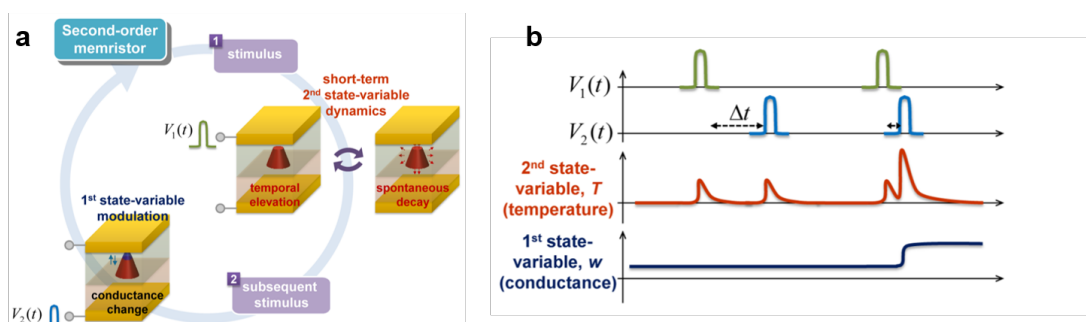 a
Second-order
memristor
1
stimulus
short-term
2nd state-variable
dynamics
V1(t)
temporal
elevation
spontaneous
decay
1st state-variable
modulation
conductance
change
V2(t)
2
subsequent
stimulus
b
V1(t)
V2(t)
Δt
2nd state-
variable, T
(temperature)
1st state-
variable, w
(conductance)